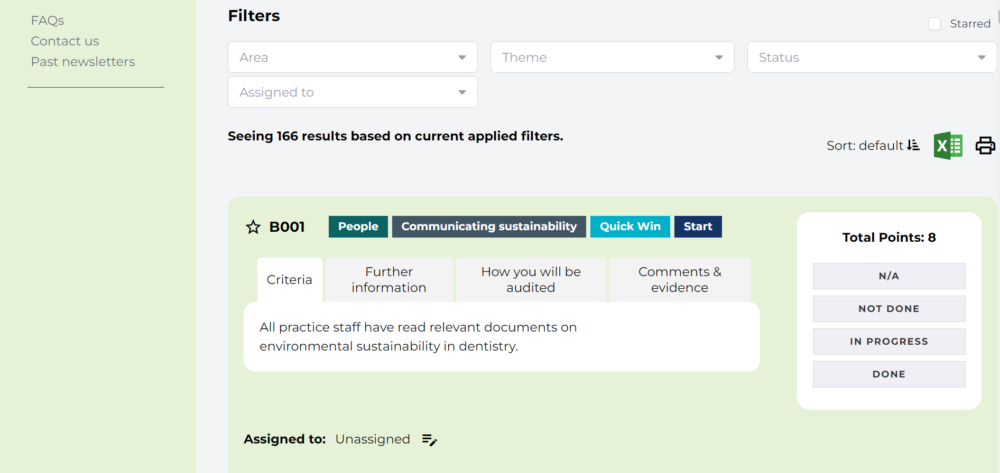 FAQs
Contact us
Past newsletters
Filters
Starred
Area
Theme
Status
Assigned to
Seeing 166 results based on current applied filters.
Sort: default
X
B001
People
Communicating sustainability
Quick Win
Start
Criteria
Further
information
How you will be
audited
Comments &
evidence
All practice staff have read relevant documents on
environmental sustainability in dentistry.
Total Points: 8
N/A
NOT DONE
IN PROGRESS
DONE
Assigned to: Unassigned